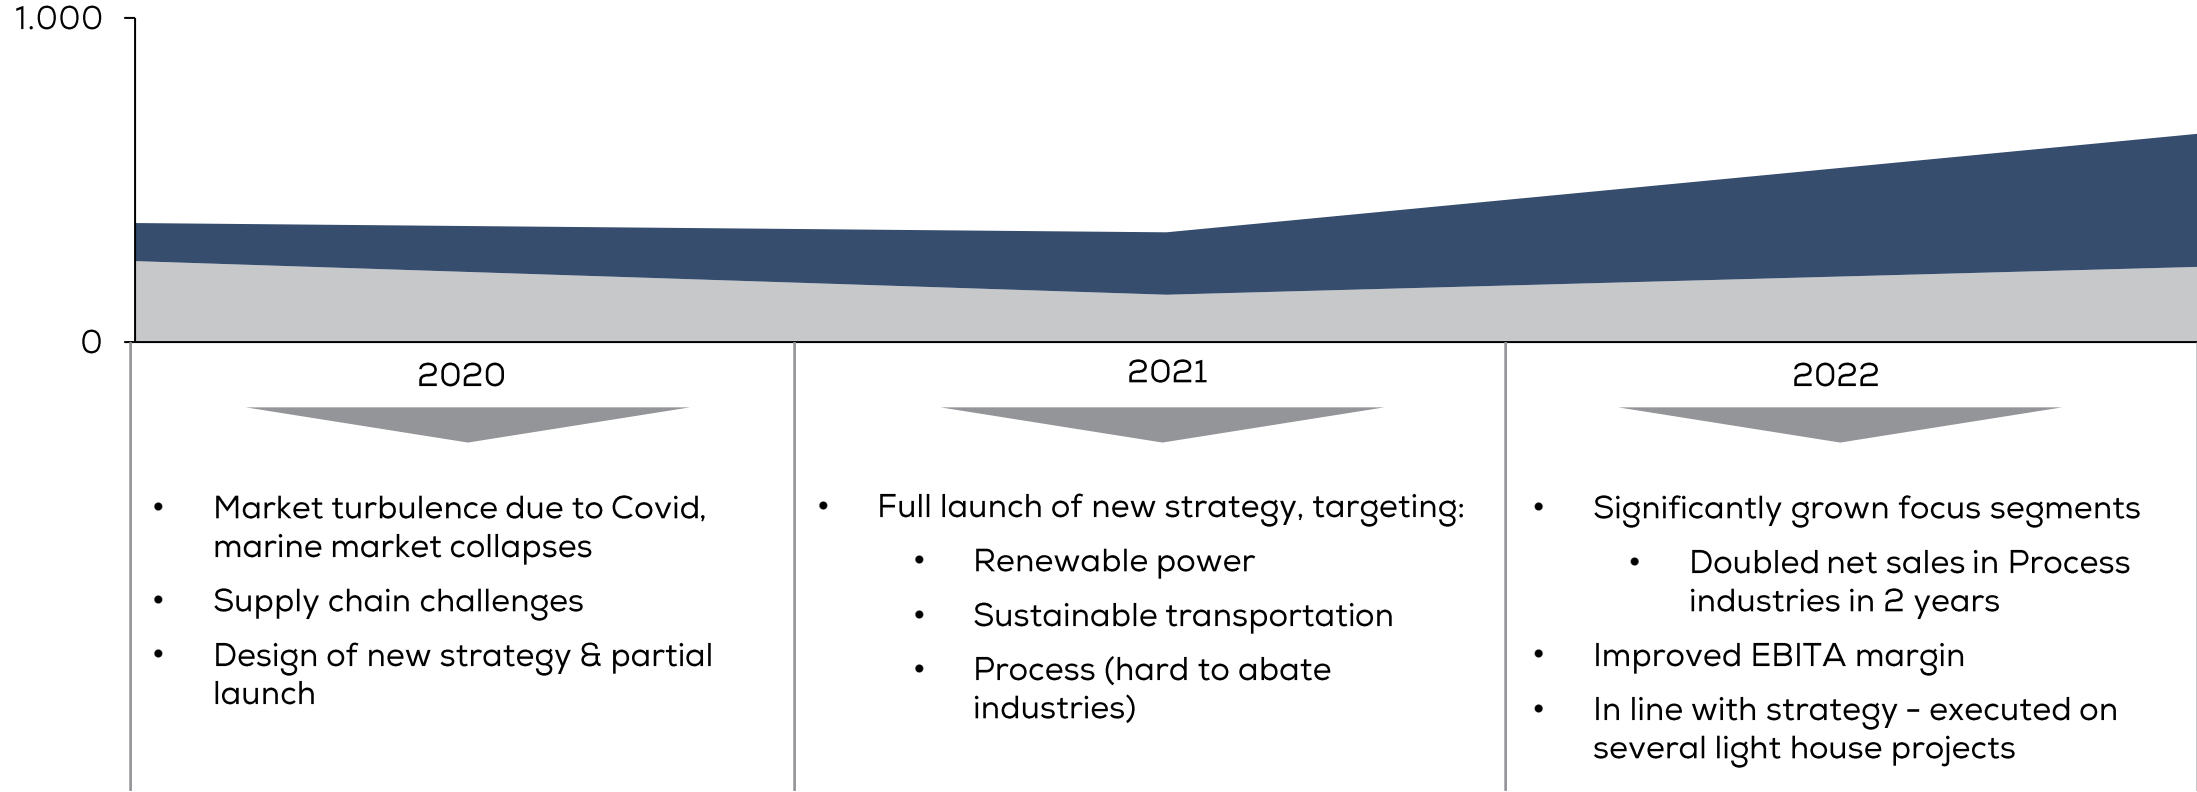 1.000
0
2020
• Market turbulence due to Covid,
marine market collapses
• Supply chain challenges
• Design of new strategy & partial
launch
2021
• Full launch of new strategy, targeting:
• Renewable power
• Sustainable transportation
• Process (hard to abate
industries)
2022
• Significantly grown focus segments
• Doubled net sales in Process
industries in 2 years
• Improved EBITA margin
• In line with strategy - executed on
several light house projects